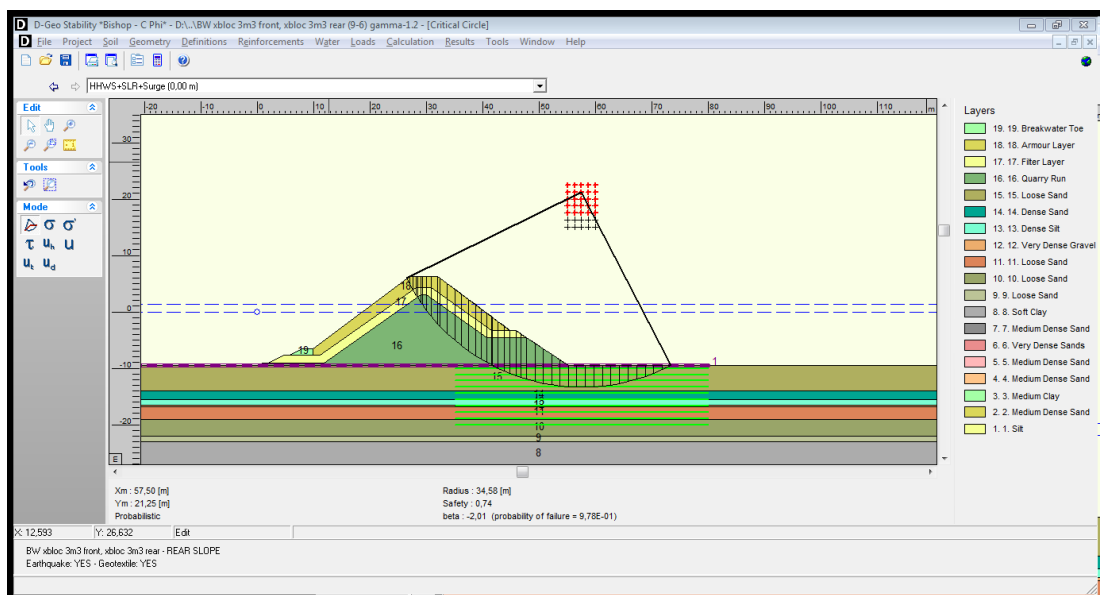 D-Geo Stability *Bishop - C Phi* - D:\...\BW xbloc 3m3 front, xbloc 3m3 rear (9-6) gamma-1.2 - [Critical Circle]
File Project Soil Geometry Definitions Reinforcements Water Loads Calculation Results Tools Window Help
HHWS+SLR+Surge (0,00 m)
Edit
Tools
Mode
σ σ'
τ u_h u
u_t u_d
-20 -10 0 10 20 30 40 50 60 70 80 90 100 110 m
30
20
10
0
-10
-20
E
18
17
16
19
15
14
13
11
10
9
8
1
Layers
19. 19. Breakwater Toe
18. 18. Armour Layer
17. 17. Filter Layer
16. 16. Quarry Run
15. 15. Loose Sand
14. 14. Dense Sand
13. 13. Dense Silt
12. 12. Very Dense Gravel
11. 11. Loose Sand
10. 10. Loose Sand
9. 9. Loose Sand
8. 8. Soft Clay
7. 7. Medium Dense Sand
6. 6. Very Dense Sands
5. 5. Medium Dense Sand
4. 4. Medium Dense Sand
3. 3. Medium Clay
2. 2. Medium Dense Sand
1. 1. Silt
Xm : 57,50 [m] Radius : 34,58 [m]
Ym : 21,25 [m] Safety : 0,74
Probabilistic beta : -2,01 (probability of failure = 9,78E-01)
X: 12,593 Y: 26,632 Edit
BW xbloc 3m3 front, xbloc 3m3 rear - REAR SLOPE
Earthquake: YES - Geotextile: YES